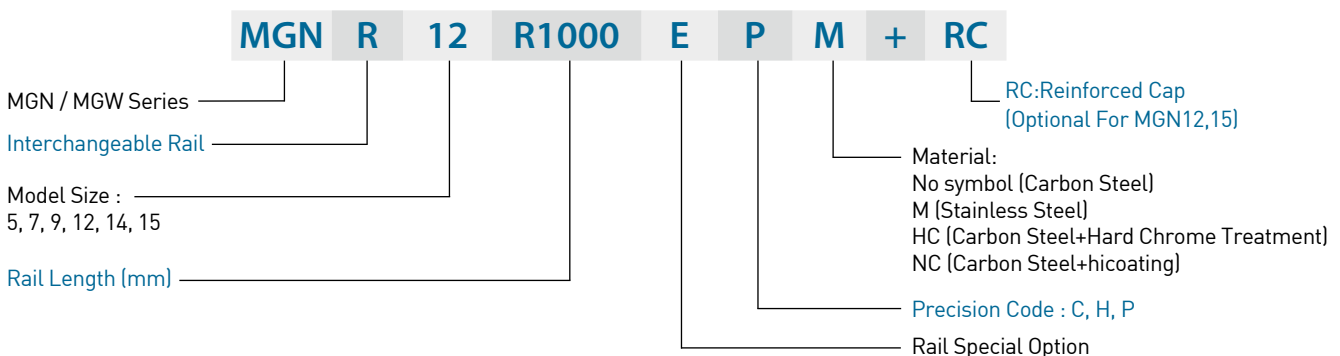 MGN R 12 R1000 E P M + RC
MGN / MGW Series
Interchangeable Rail
Model Size :
5, 7, 9, 12, 14, 15
Rail Length (mm)
RC:Reinforced Cap
(Optional For MGN12,15)
Material:
No symbol (Carbon Steel)
M (Stainless Steel)
HC (Carbon Steel+Hard Chrome Treatment)
NC (Carbon Steel+hicoating)
Precision Code : C, H, P
Rail Special Option